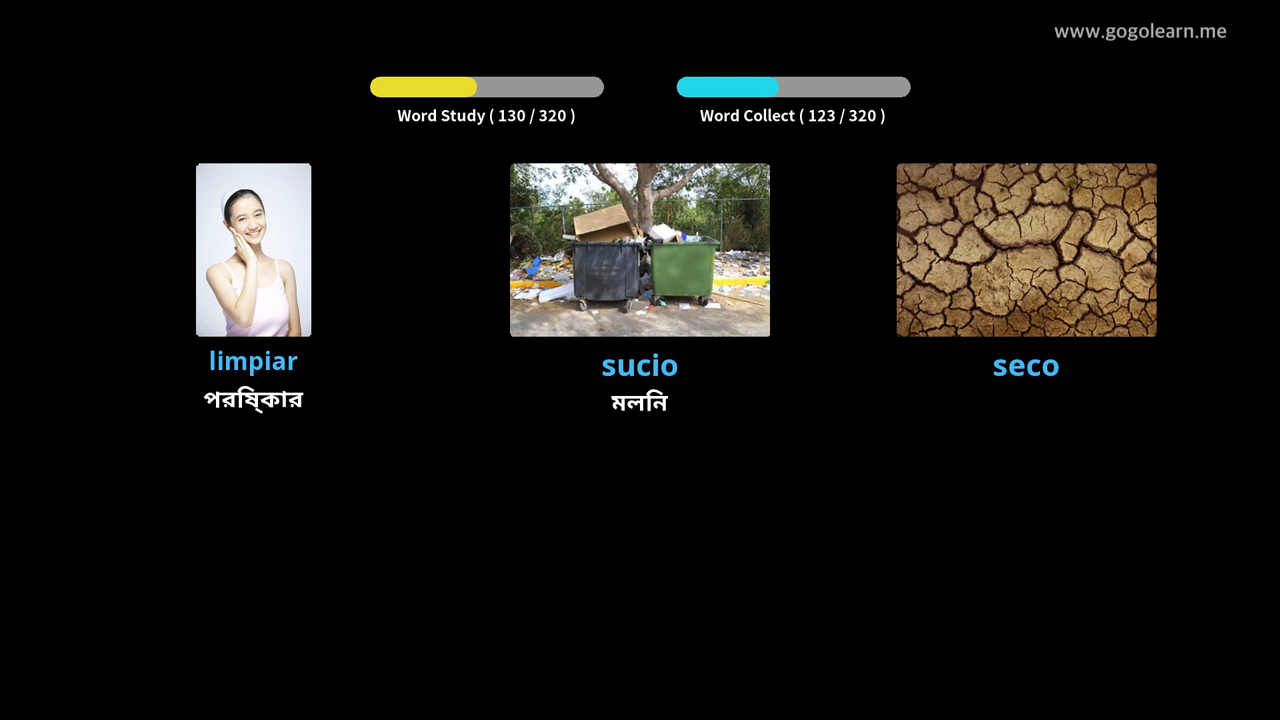 www.gogolearn.me
Word Study ( 130 / 320 )
Word Collect ( 123 / 320 )
limpiar
sucio
seco
পরিষ্কার
মলিন